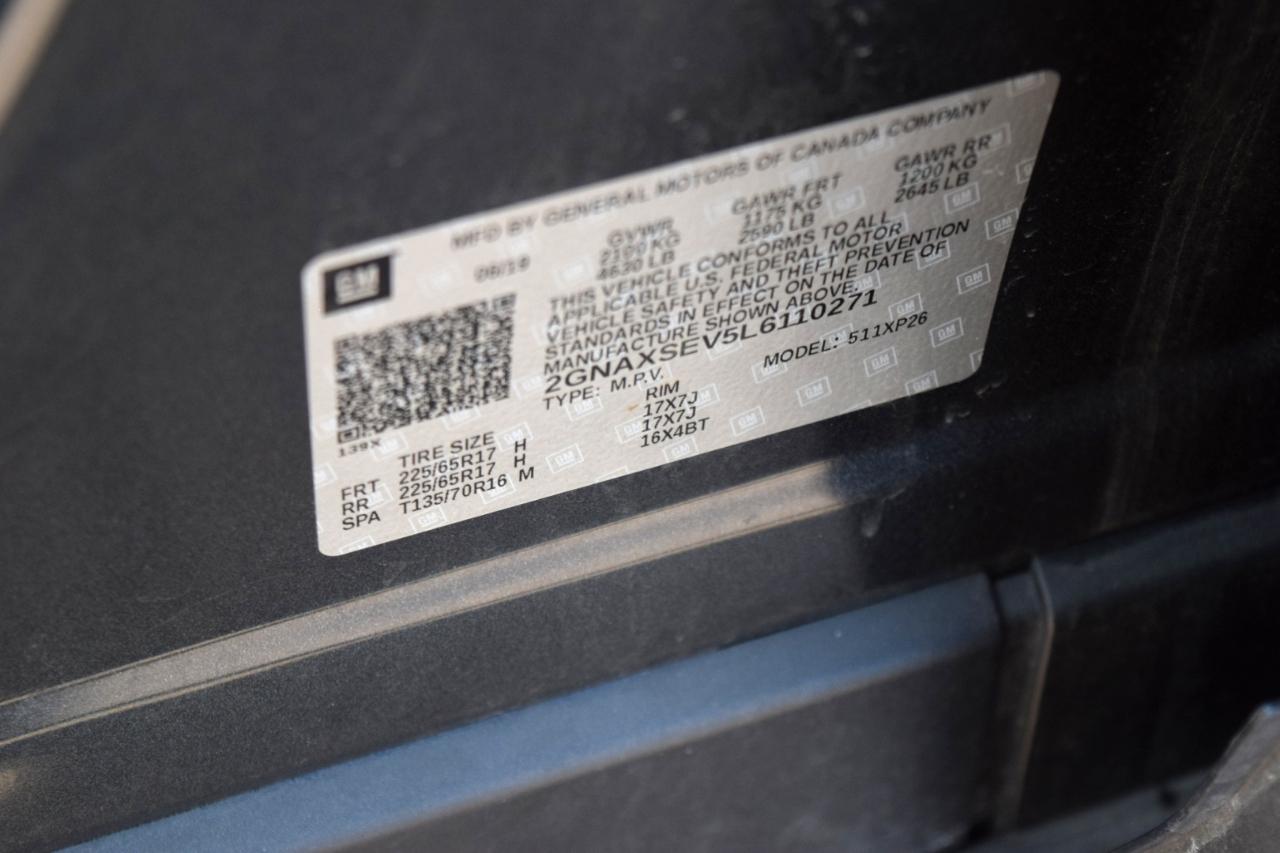 MFD BY GENERAL MOTORS OF CANADA COMPANY
GM
09/19
GVWR GAWR FRT GAWR RR
2100 KG 1175 KG 1200 KG
4630 LB 2590 LB 2645 LB
THIS VEHICLE CONFORMS TO ALL
APPLICABLE U.S. FEDERAL MOTOR
VEHICLE SAFETY AND THEFT PREVENTION
STANDARDS IN EFFECT ON THE DATE OF
MANUFACTURE SHOWN ABOVE.
2GNAXSEV5L6110271
TYPE: M.P.V. MODEL: 511XP26
139X
TIRE SIZE RIM
FRT 225/65R17 H 17X7J
RR 225/65R17 H 17X7J
SPA T135/70R16 M 16X4BT